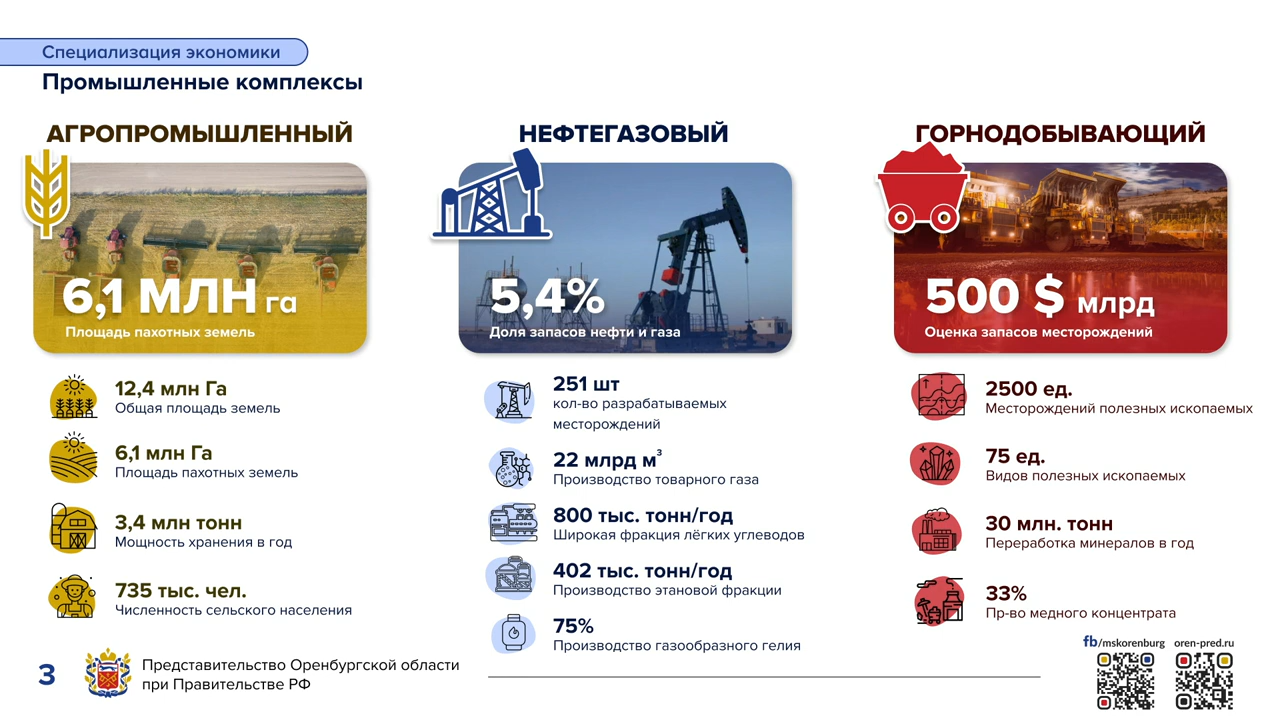 Специализация экономики
Промышленные комплексы
АГРОПРОМЫШЛЕННЫЙ
6,1 МЛН га
Площадь пахотных земель
12,4 млн Га
Общая площадь земель
6,1 млн Га
Площадь пахотных земель
3,4 млн тонн
Мощность хранения в год
735 тыс. чел.
Численность сельского населения
НЕФТЕГАЗОВЫЙ
5,4%
Доля запасов нефти и газа
251 шт
кол-во разрабатываемых
месторождений
22 млрд м³
Производство товарного газа
800 тыс. тонн/год
Широкая фракция лёгких углеводов
402 тыс. тонн/год
Производство этановой фракции
75%
Производство газообразного гелия
ГОРНОДОБЫВАЮЩИЙ
500 $ млрд
Оценка запасов месторождений
2500 ед.
Месторождений полезных ископаемых
75 ед.
Видов полезных ископаемых
30 млн. тонн
Переработка минералов в год
33%
Пр-во медного концентрата
3
Представительство Оренбургской области
при Правительстве РФ
fb/mskorenburg
oren-pred.ru